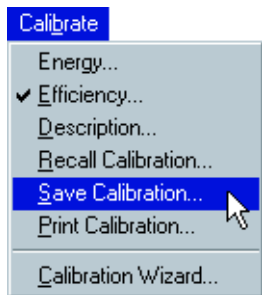 Calibrate
Energy...
Efficiency...
Description...
Recall Calibration...
Save Calibration...
Print Calibration...
Calibration Wizard...